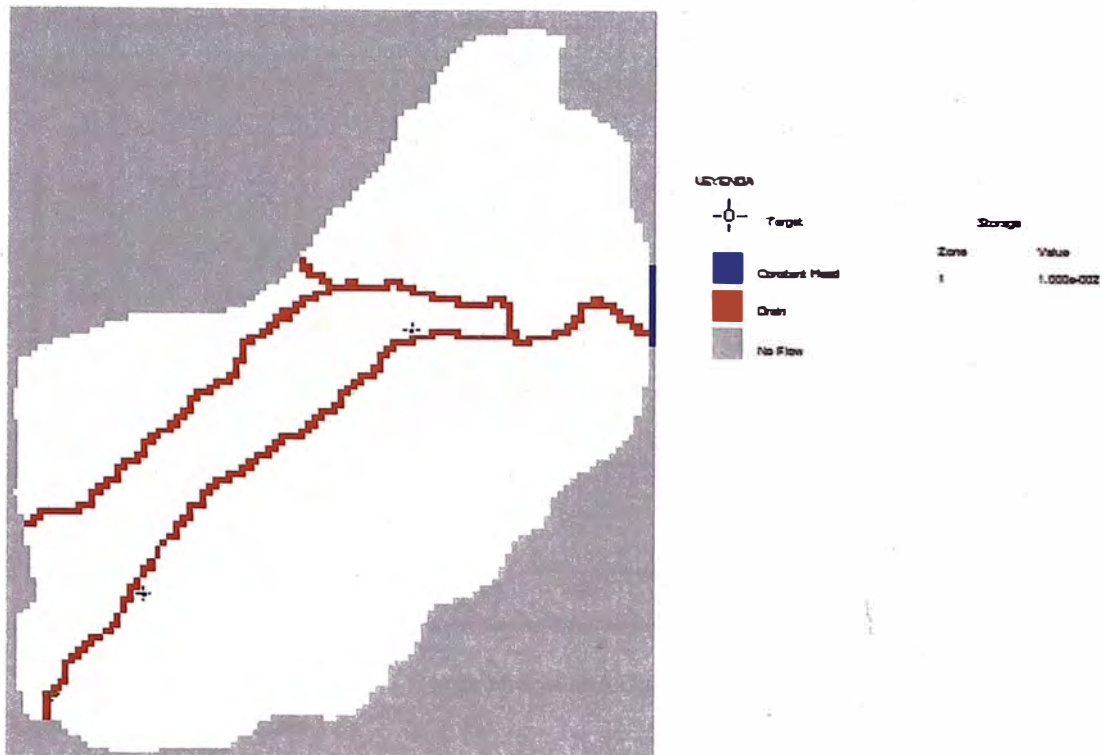 LEYENDA
Target
Constant Head
Drain
No Flow
Storage
Zone Value
1 1.000e-002